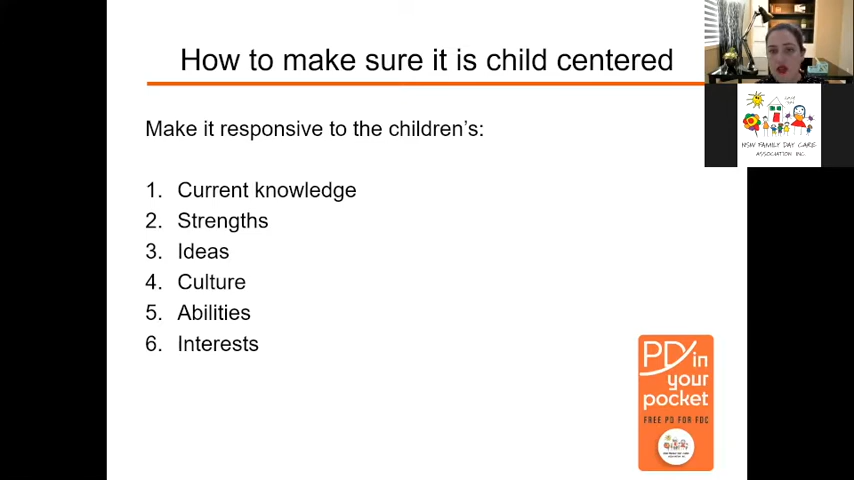 How to make sure it is child centered
Make it responsive to the children's:
1. Current knowledge
2. Strengths
3. Ideas
4. Culture
5. Abilities
6. Interests
NSW FAMILY DAY CARE
ASSOCIATION INC.
PD in
your
pocket
FREE PD FOR FDC